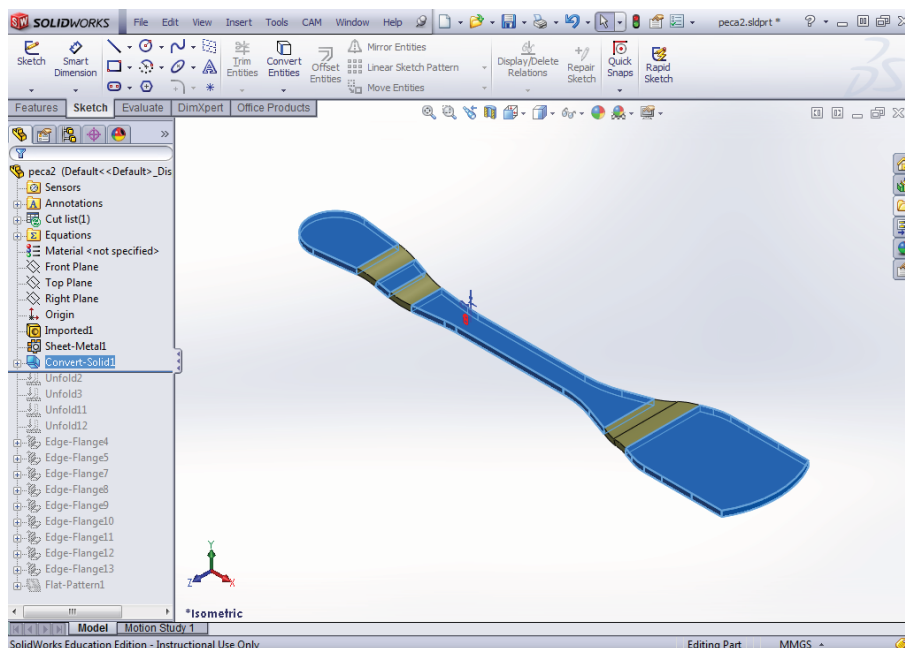 SOLIDWORKS File Edit View Insert Tools CAM Window Help peca2.sldprt *
Sketch
Smart Dimension
Trim Entities
Convert Entities
Offset Entities
Mirror Entities
Linear Sketch Pattern
Move Entities
Display/Delete Relations
Repair Sketch
Quick Snaps
Rapid Sketch
Features Sketch Evaluate DimXpert Office Products
peca2 (Default<<Default>_Dis
Sensors
Annotations
Cut list(1)
Equations
Material <not specified>
Front Plane
Top Plane
Right Plane
Origin
Imported1
Sheet-Metal1
Convert-Solid1
Unfold2
Unfold3
Unfold11
Unfold12
Edge-Flange4
Edge-Flange5
Edge-Flange7
Edge-Flange8
Edge-Flange9
Edge-Flange10
Edge-Flange11
Edge-Flange12
Edge-Flange13
Flat-Pattern1
Y
Z X
*Isometric
Model Motion Study 1
SolidWorks Education Edition - Instructional Use Only Editing Part MMGS